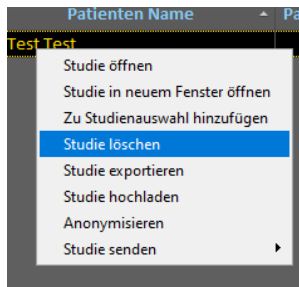 Patienten Name Pa
Test Test
Studie öffnen
Studie in neuem Fenster öffnen
Zu Studienauswahl hinzufügen
Studie löschen
Studie exportieren
Studie hochladen
Anonymisieren
Studie senden